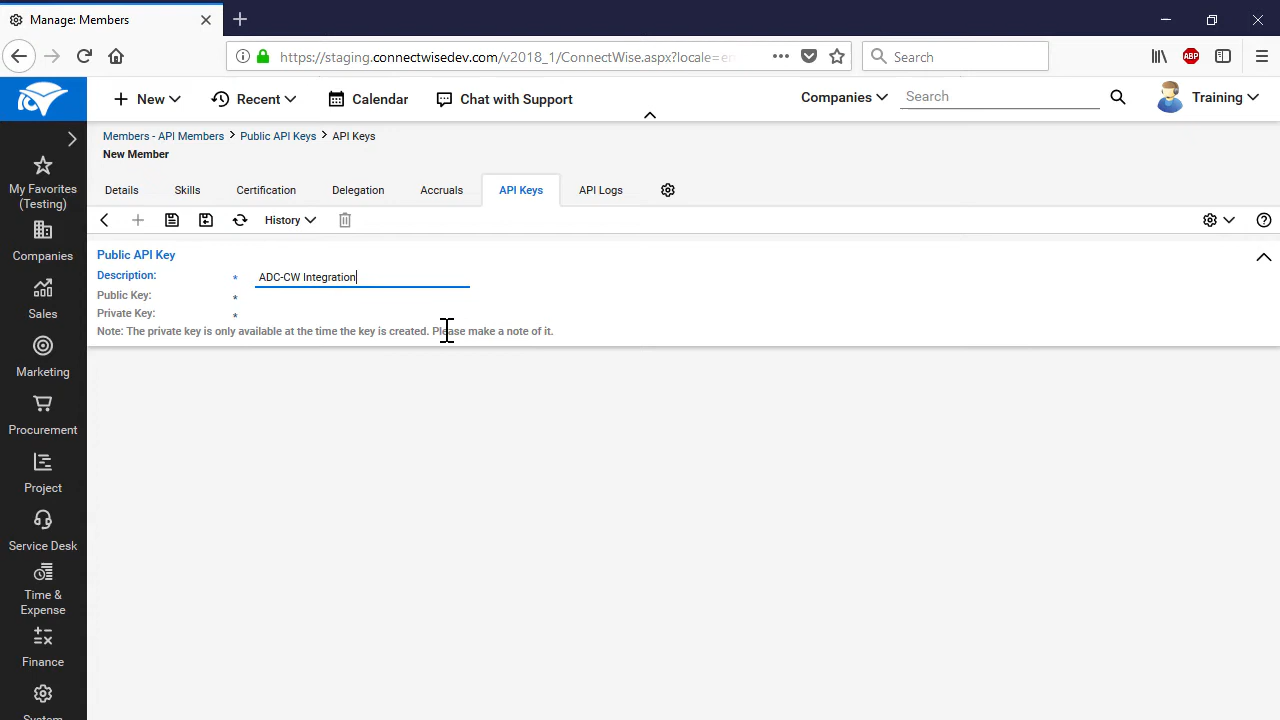 Manage: Members
https://staging.connectwisedev.com/v2018_1/ConnectWise.aspx?locale=e
Search
ABP
New
Recent
Calendar
Chat with Support
Companies
Search
Training
Members - API Members > Public API Keys > API Keys
New Member
My Favorites
(Testing)
Companies
Sales
Marketing
Procurement
Project
Service Desk
Time &
Expense
Finance
System
Details
Skills
Certification
Delegation
Accruals
API Keys
API Logs
History
Public API Key
Description: * ADC-CW Integration
Public Key: *
Private Key: *
Note: The private key is only available at the time the key is created. Please make a note of it.